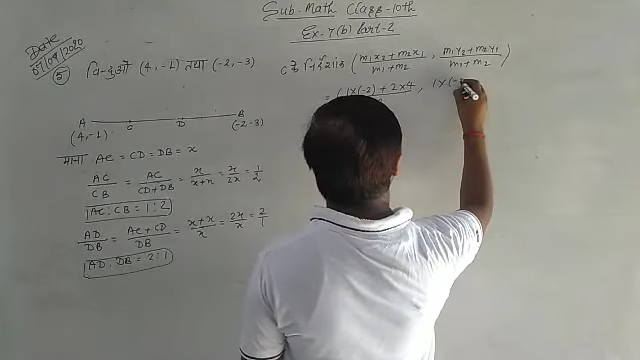 Sub-Math Class-10th
Ex-7(b) Part-2
Date
07/09/2020
5 बिन्दुओं (4,-1) तथा (-2,-3)
C के निर्देशांक (m₁x₂+m₂x₁/m₁+m₂, m₁y₂+m₂y₁/m₁+m₂)
= (1×(-2)+2×4, 1×(-
A C D B
(4,-1) (-2,-3)
माना AC = CD = DB = x
AC/CB = AC/CD+DB = x/x+x = x/2x = 1/2
AC:CB = 1:2
AD/DB = AC+CD/DB = x+x/x = 2x/x = 2/1
AD:DB = 2:1